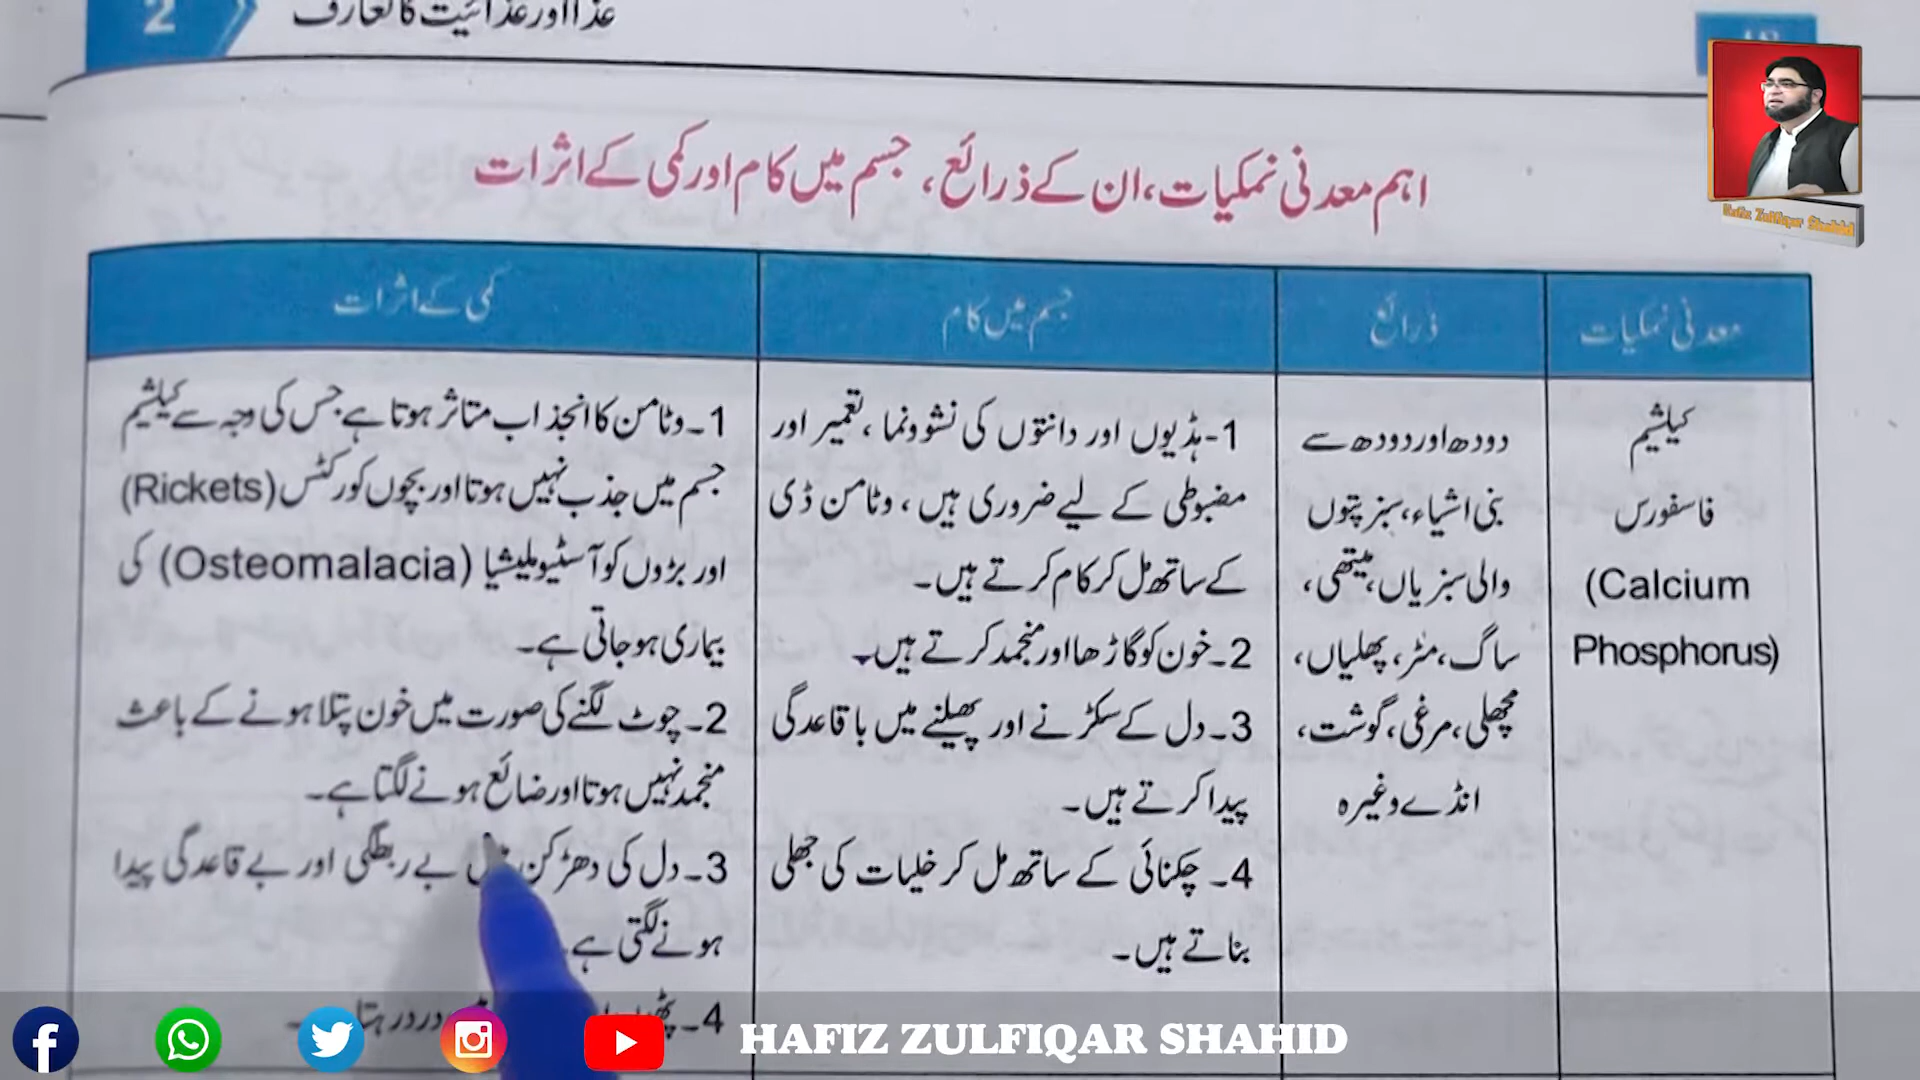 2
غذا اور غذائیت کا تعارف
Hafiz Zulfiqar Shahid
اہم معدنی نمکیات، ان کے ذرائع، جسم میں کام اور کمی کے اثرات
معدنی نمکیات
ذرائع
جسم میں کام
کمی کے اثرات
کیلشیم
فاسفورس
(Calcium
Phosphorus)
دودھ اور دودھ سے
بنی اشیاء، سبز پتوں
والی سبزیاں، میتھی،
ساگ، مٹر، پھلیاں،
مچھلی، مرغی، گوشت،
انڈے وغیرہ
1- ہڈیوں اور دانتوں کی نشوونما، تعمیر اور
مضبوطی کے لیے ضروری ہیں، وٹامن ڈی
کے ساتھ مل کر کام کرتے ہیں۔
2۔ خون کو گاڑھا اور منجمد کرتے ہیں۔
3۔ دل کے سکڑنے اور پھیلنے میں باقاعدگی
پیدا کرتے ہیں۔
4۔ چکنائی کے ساتھ مل کر خلیات کی جھلی
بناتے ہیں۔
1۔ وٹامن کا انجذاب متاثر ہوتا ہے جس کی وجہ سے کیلشیم
جسم میں جذب نہیں ہوتا اور بچوں کو رکٹس (Rickets)
اور بڑوں کو آسٹیو ملیشیا (Osteomalacia) کی
بیماری ہو جاتی ہے۔
2۔ چوٹ لگنے کی صورت میں خون پتلا ہونے کے باعث
منجمد نہیں ہوتا اور ضائع ہونے لگتا ہے۔
3۔ دل کی دھڑکن بے ربطگی اور بے قاعدگی پیدا
ہونے لگتی ہے
4۔ درد رہتا
HAFIZ ZULFIQAR SHAHID